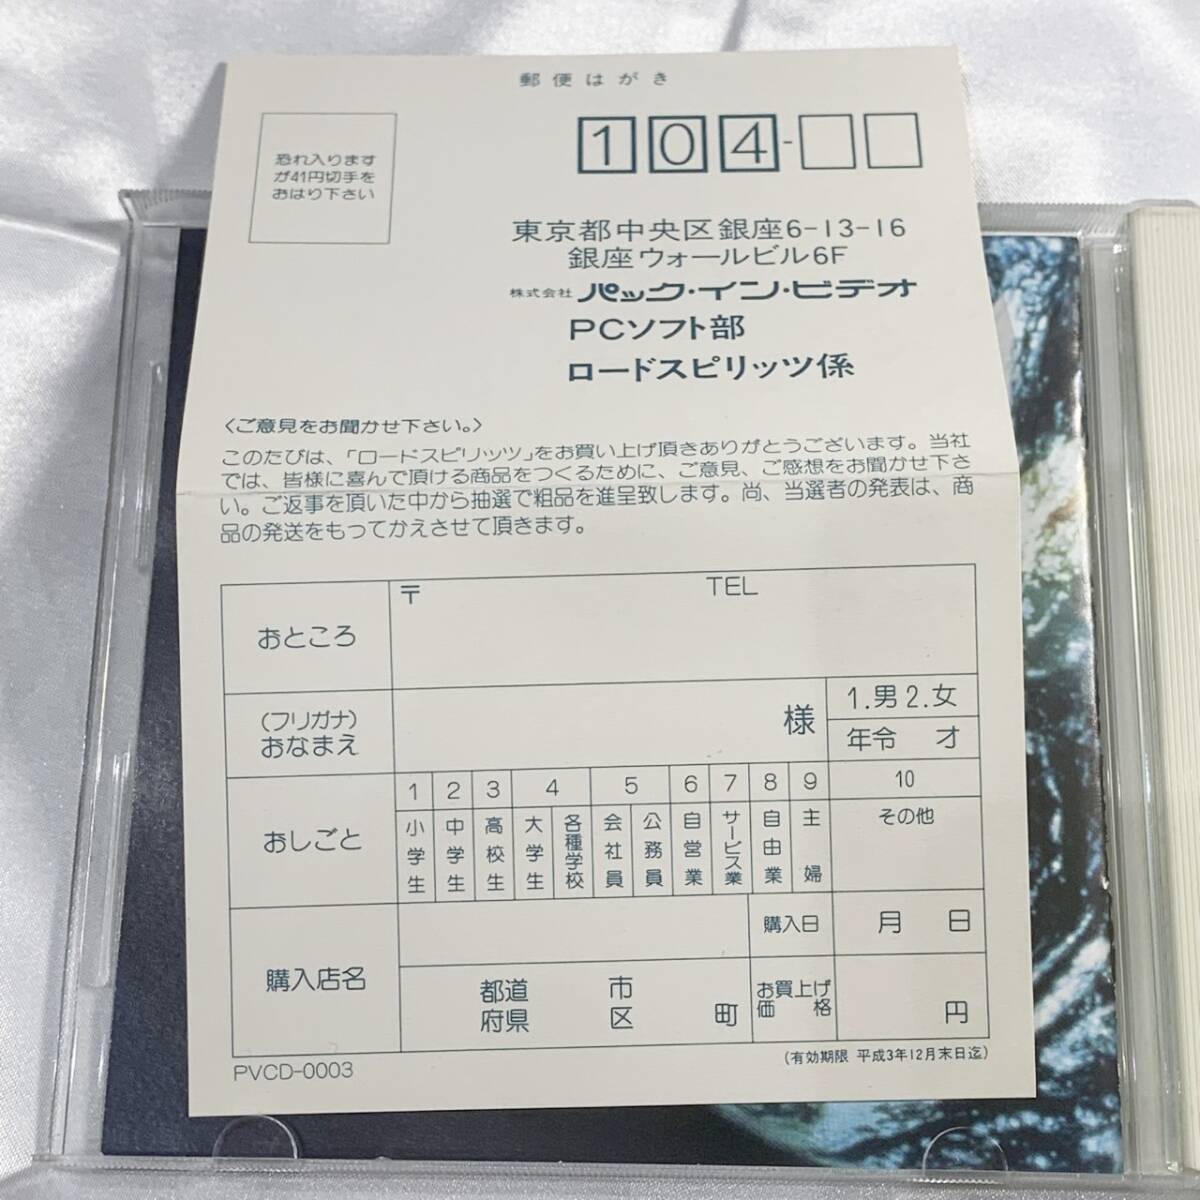 郵便はがき
恐れ入ります
が41円切手を
おはり下さい
104-
東京都中央区銀座6-13-16
銀座ウォールビル6F
株式会社 パック・イン・ビデオ
PCソフト部
ロードスピリッツ係
〈ご意見をお聞かせ下さい。〉
このたびは、「ロードスピリッツ」をお買い上げ頂きありがとうございます。当社
では、皆様に喜んで頂ける商品をつくるために、ご意見、ご感想をお聞かせ下さ
い。ご返事を頂いた中から抽選で粗品を進呈致します。尚、当選者の発表は、商
品の発送をもってかえさせて頂きます。
おところ
〒 TEL
(フリガナ)
おなまえ
様
1.男 2.女
年令 才
おしごと
1 2 3 4 5 6 7 8 9 10
小学生
中学生
高校生
大学生
各種学校
会社員
公務員
自営業
サービス業
自由業
主婦
その他
購入店名
購入日
月 日
都道 市
府県 区 町
お買上げ
価格
円
PVCD-0003
(有効期限 平成3年12月末日迄)